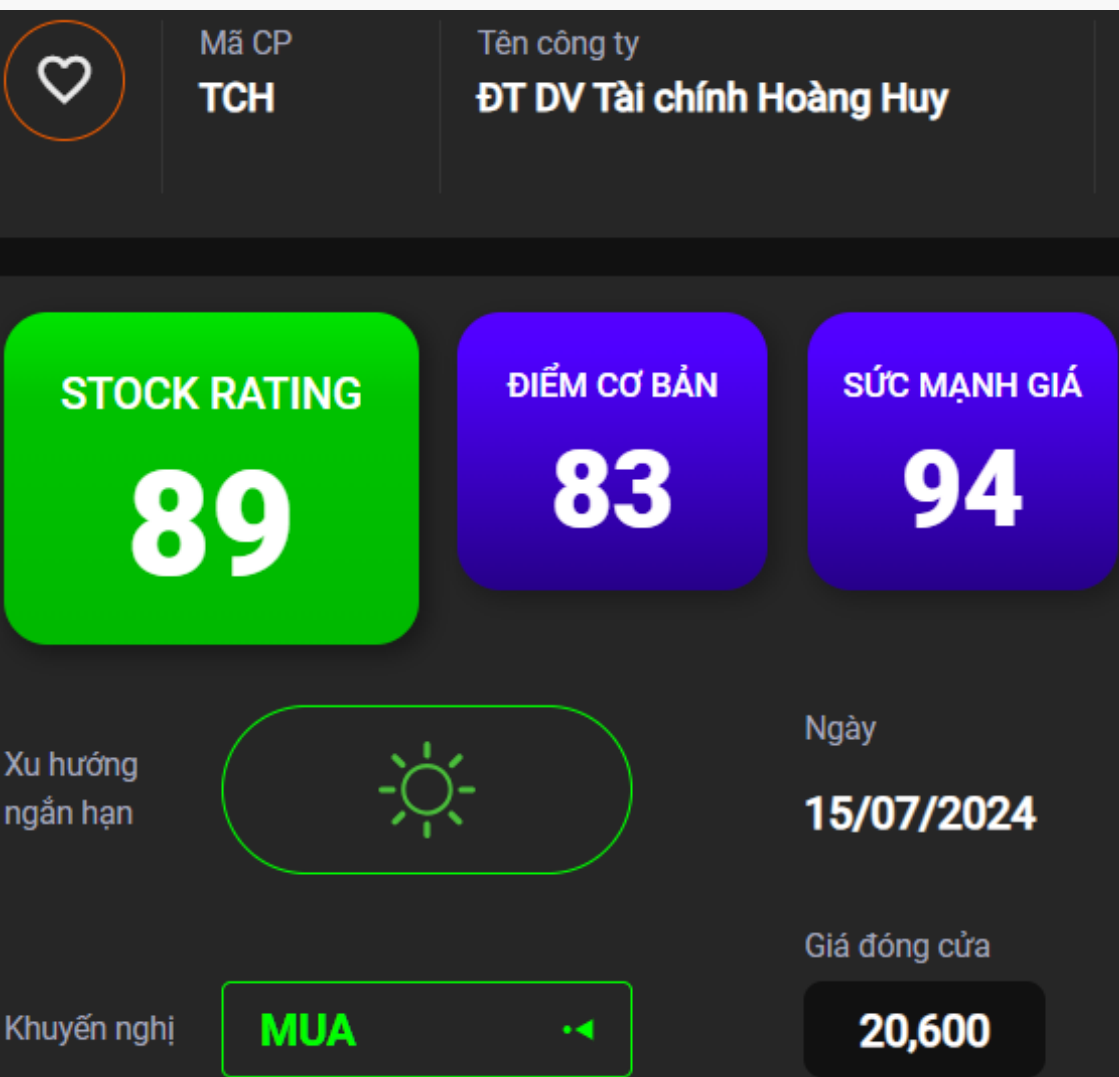 Mã CP
TCH
Tên công ty
ĐT DV Tài chính Hoàng Huy
STOCK RATING
89
ĐIỂM CƠ BẢN
83
SỨC MẠNH GIÁ
94
Xu hướng
ngắn hạn
Ngày
15/07/2024
Khuyến nghị
MUA
Giá đóng cửa
20,600